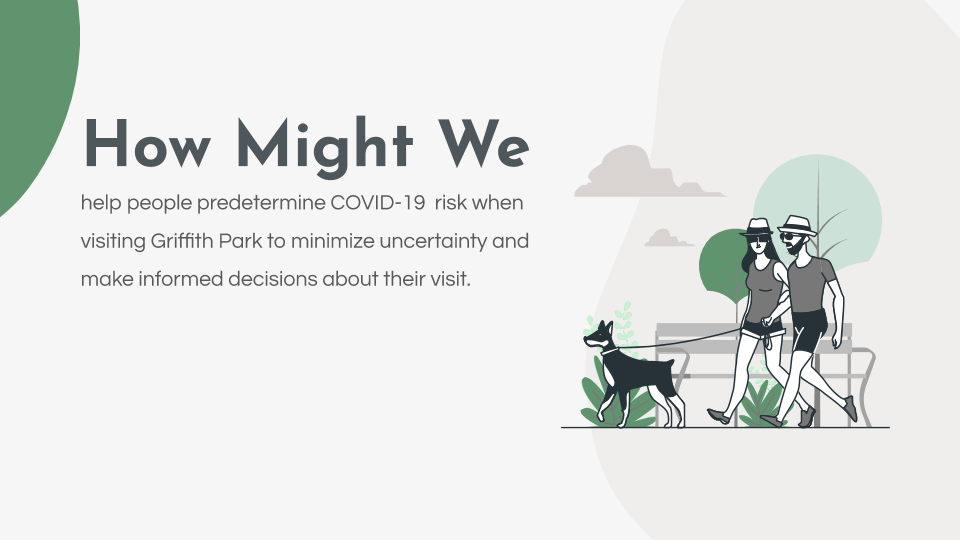 How Might We
help people predetermine COVID-19  risk when
visiting Griffith Park to minimize uncertainty and
make informed decisions about their visit.